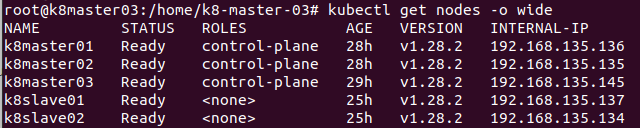 root@k8master03:/home/k8-master-03# kubectl get nodes -o wide
NAME STATUS ROLES AGE VERSION INTERNAL-IP
k8master01 Ready control-plane 28h v1.28.2 192.168.135.136
k8master02 Ready control-plane 28h v1.28.2 192.168.135.135
k8master03 Ready control-plane 29h v1.28.2 192.168.135.145
k8slave01 Ready <none> 25h v1.28.2 192.168.135.137
k8slave02 Ready <none> 25h v1.28.2 192.168.135.134